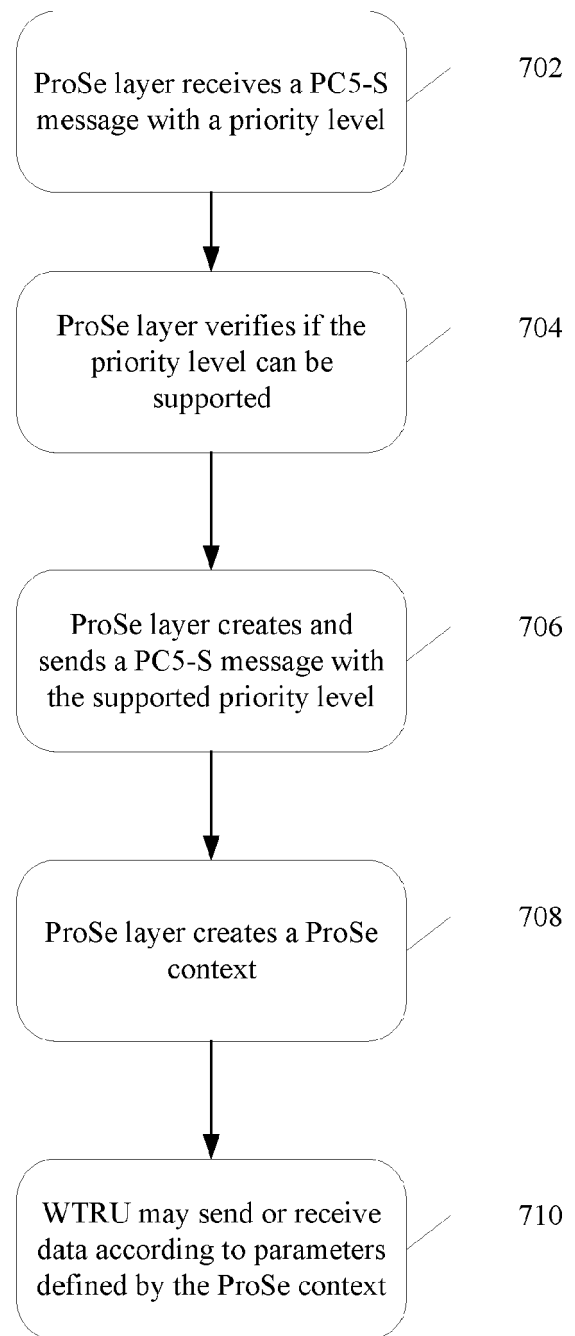 ProSe layer receives a PC5-S
message with a priority level
702
ProSe layer verifies if the
priority level can be
supported
704
ProSe layer creates and
sends a PC5-S message with
the supported priority level
706
ProSe layer creates a ProSe
context
708
WTRU may send or receive
data according to parameters
defined by the ProSe context
710